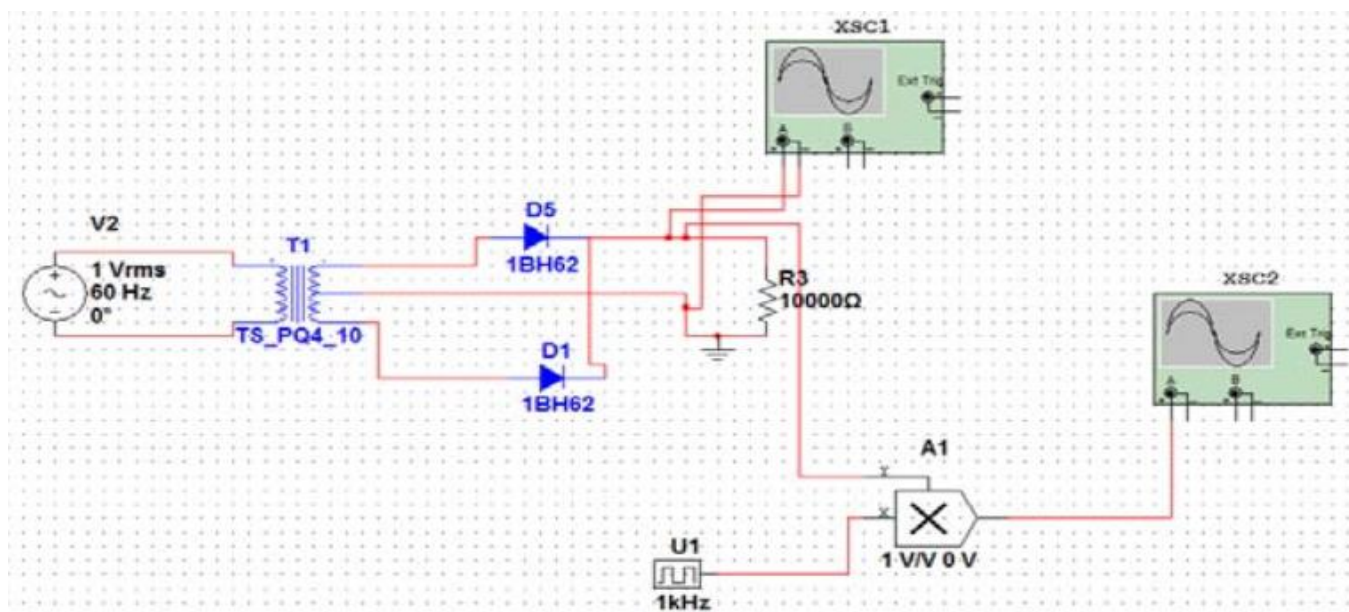 XSC1
Ext Trig
A
B
V2
1 Vrms
60 Hz
0°
T1
TS_PQ4_10
D5
1BH62
D1
1BH62
R3
10000Ω
XSC2
Ext Trig
A
B
A1
Y
X
1 V/V 0 V
U1
1kHz